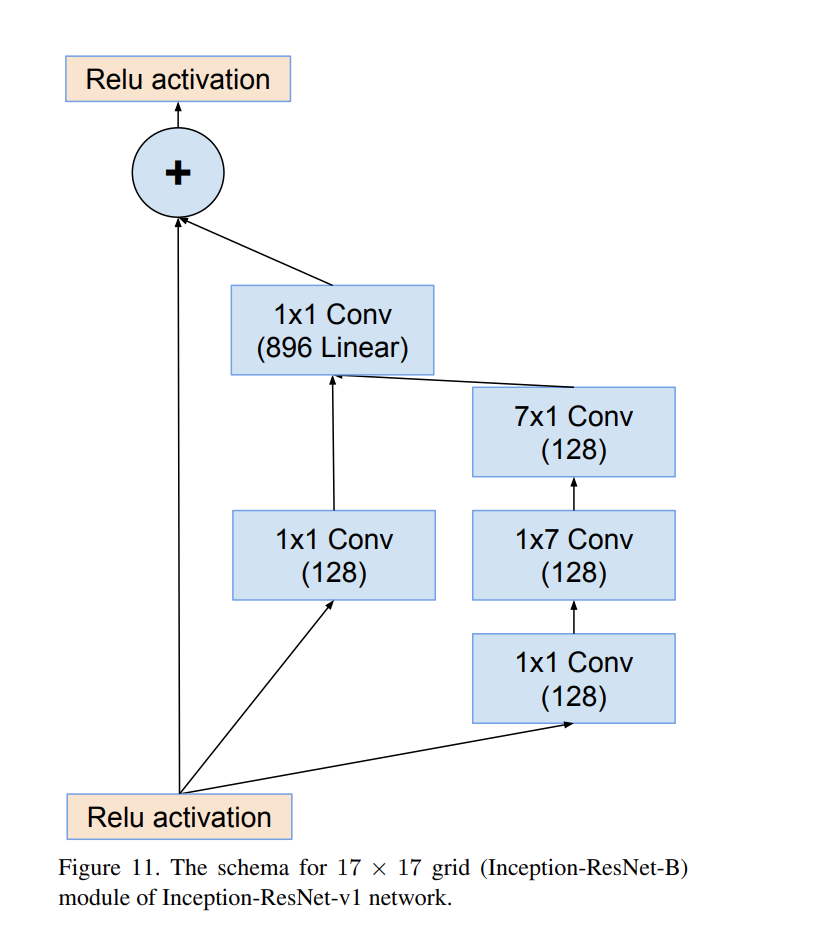 Relu activation
+
1x1 Conv
(896 Linear)
7x1 Conv
(128)
1x1 Conv
(128)
1x7 Conv
(128)
1x1 Conv
(128)
Relu activation
Figure 11. The schema for 17 × 17 grid (Inception-ResNet-B)
module of Inception-ResNet-v1 network.